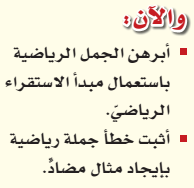 والآن:
▪ أبرهن الجمل الرياضية
باستعمال مبدأ الاستقراء
الرياضيّ.
▪ أثبت خطأ جملة رياضية
بإيجاد مثال مضادٍّ.